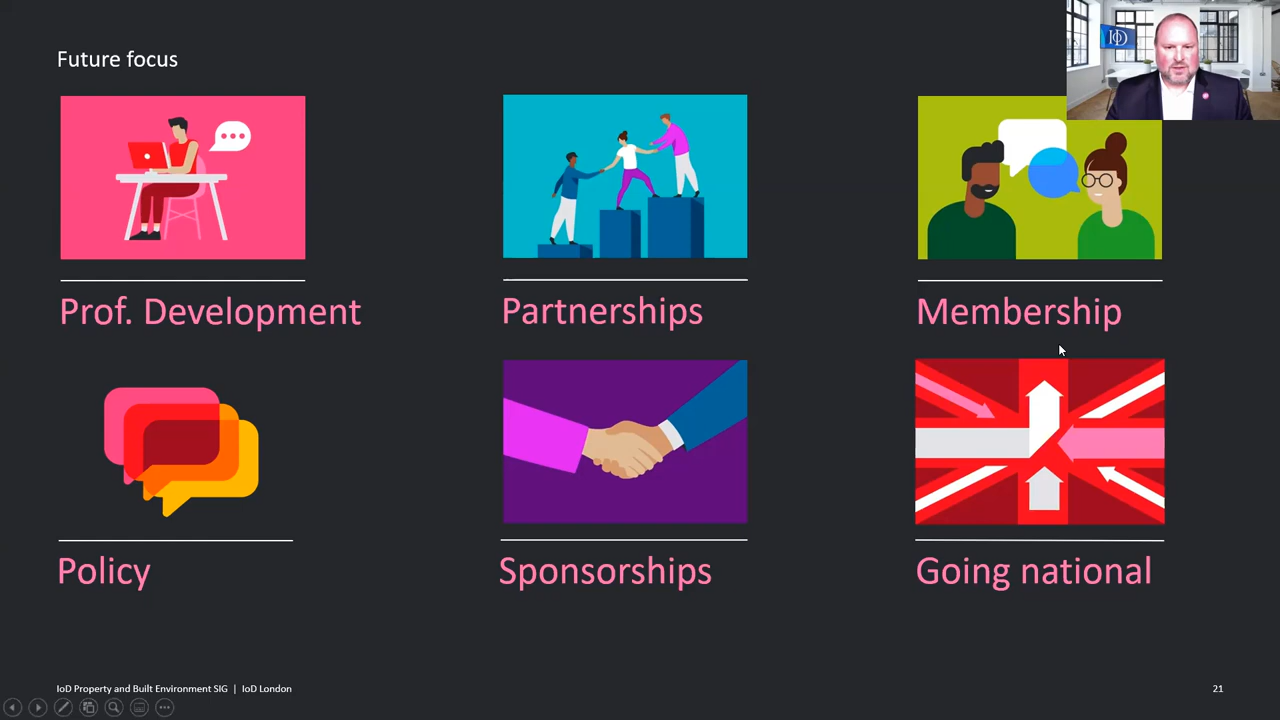 Future focus
IOD
Prof. Development
Partnerships
Membership
Policy
Sponsorships
Going national
IoD Property and Built Environment SIG | IoD London
21